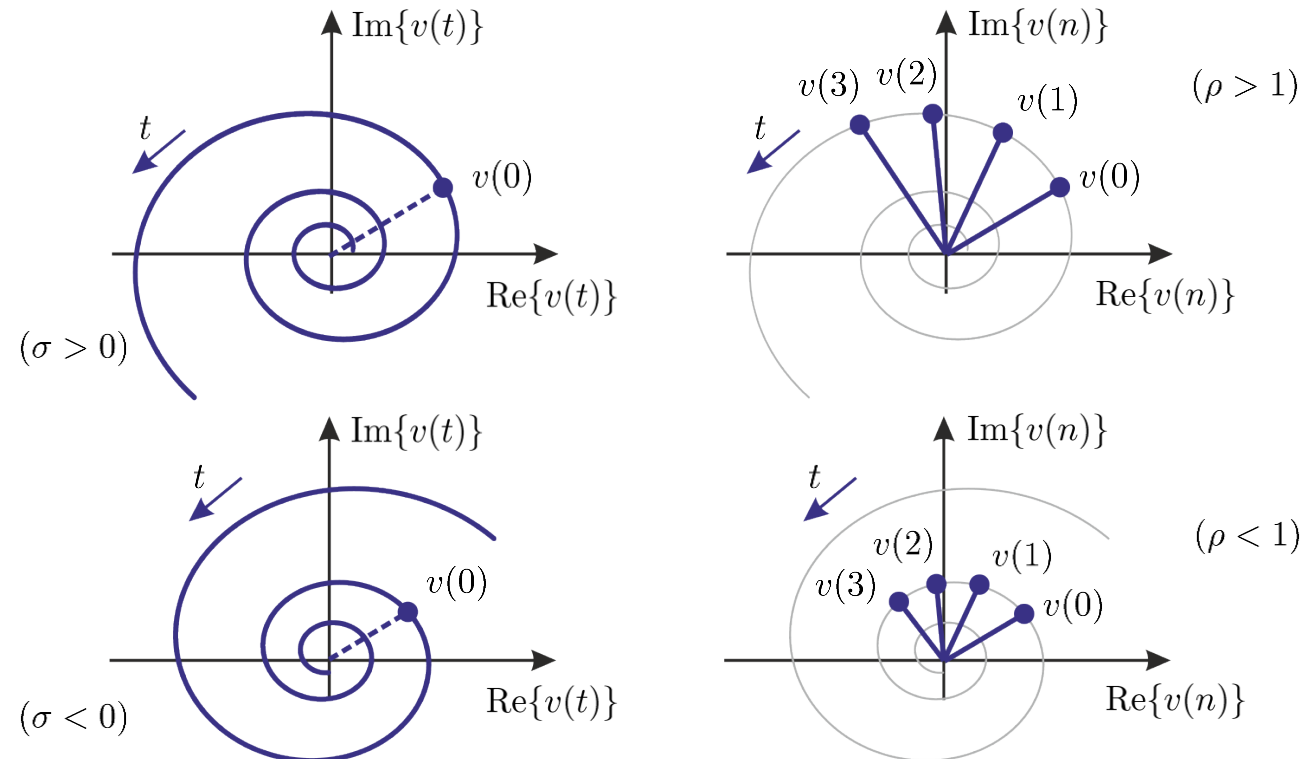 Im{v(t)}
t
v(0)
Re{v(t)}
(σ > 0)
Im{v(n)}
(ρ > 1)
v(3)
v(2)
v(1)
t
v(0)
Re{v(n)}
Im{v(t)}
t
v(0)
Re{v(t)}
(σ < 0)
Im{v(n)}
t
(ρ < 1)
v(2)
v(1)
v(3)
v(0)
Re{v(n)}